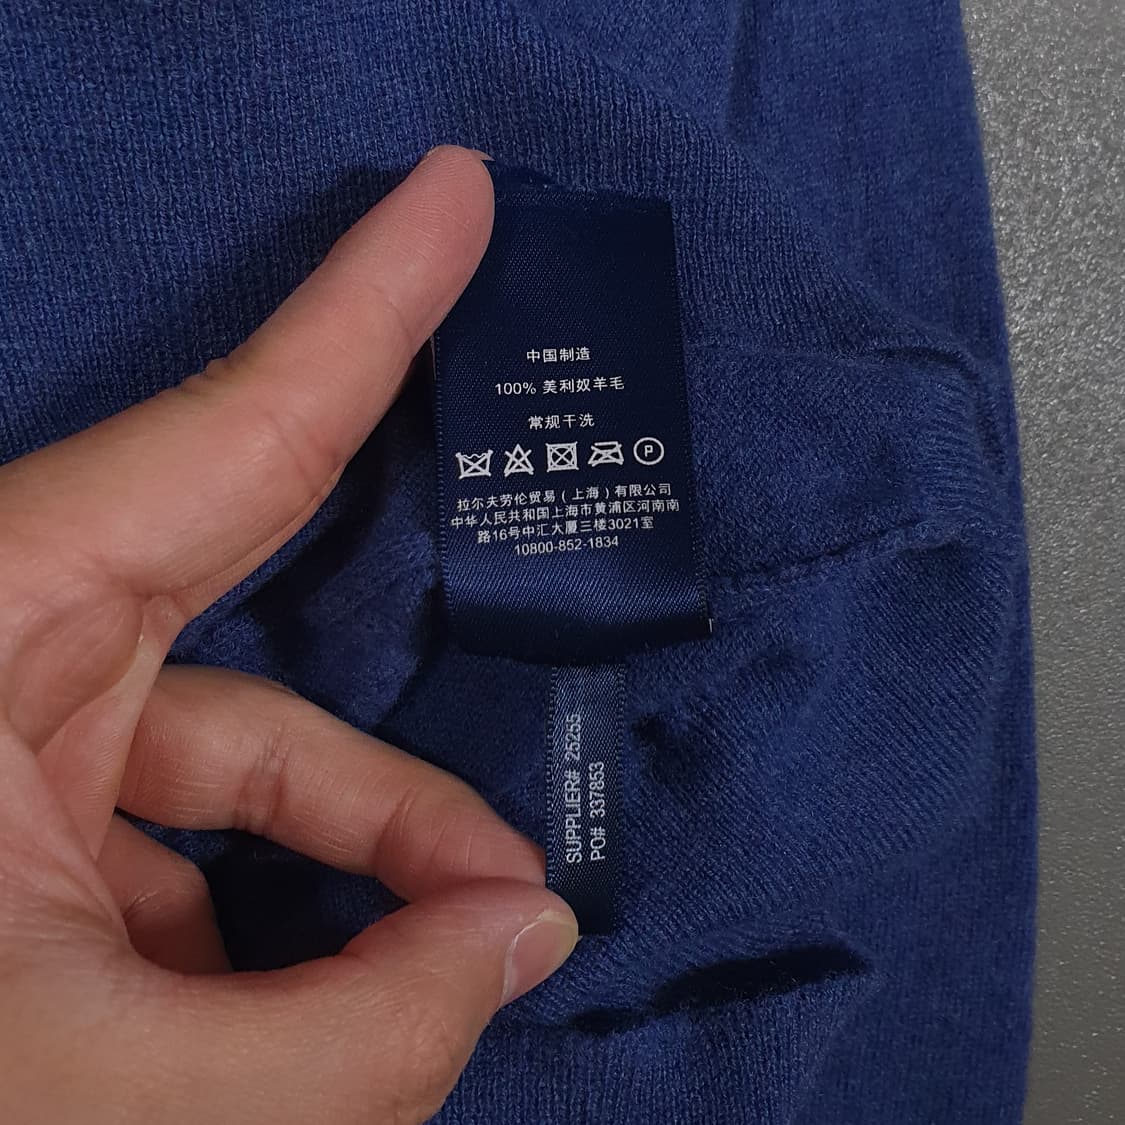 中国制造
100% 美利奴羊毛
常规干洗
P
拉尔夫劳伦贸易（上海）有限公司
中华人民共和国上海市黄浦区河南南
路16号中汇大厦三楼3021室
10800-852-1834
SUPPLIER# 25255
PO# 337853